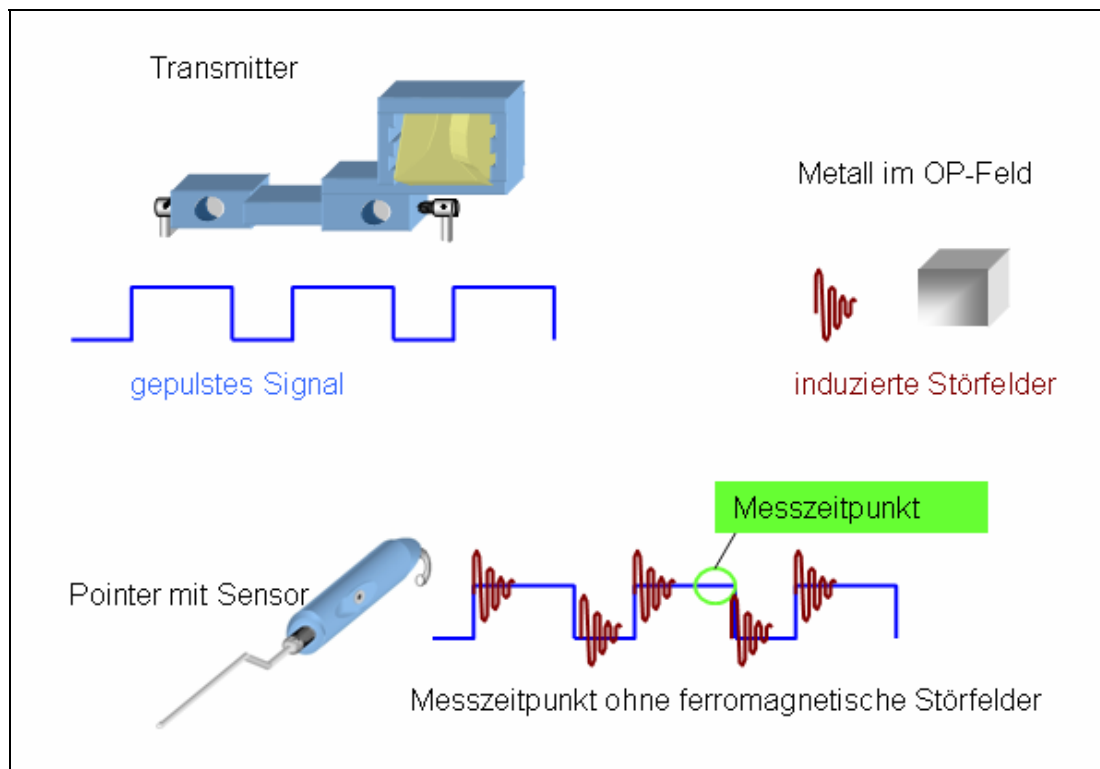 Transmitter
Metall im OP-Feld
gepulstes Signal
induzierte Störfelder
Messzeitpunkt
Pointer mit Sensor
Messzeitpunkt ohne ferromagnetische Störfelder